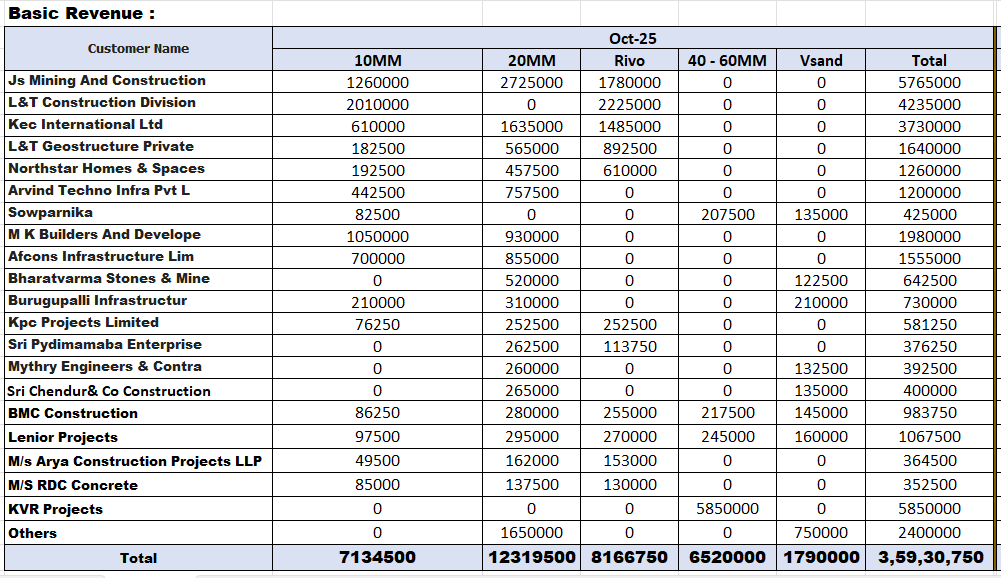 Basic Revenue :
Customer Name Oct-25
10MM 20MM Rivo 40 - 60MM Vsand Total
Js Mining And Construction 1260000 2725000 1780000 0 0 5765000
L&T Construction Division 2010000 0 2225000 0 0 4235000
Kec International Ltd 610000 1635000 1485000 0 0 3730000
L&T Geostructure Private 182500 565000 892500 0 0 1640000
Northstar Homes & Spaces 192500 457500 610000 0 0 1260000
Arvind Techno Infra Pvt L 442500 757500 0 0 0 1200000
Sowparnika 82500 0 0 207500 135000 425000
M K Builders And Develope 1050000 930000 0 0 0 1980000
Afcons Infrastructure Lim 700000 855000 0 0 0 1555000
Bharatvarma Stones & Mine 0 520000 0 0 122500 642500
Burugupalli Infrastructur 210000 310000 0 0 210000 730000
Kpc Projects Limited 76250 252500 252500 0 0 581250
Sri Pydimamaba Enterprise 0 262500 113750 0 0 376250
Mythry Engineers & Contra 0 260000 0 0 132500 392500
Sri Chendur& Co Construction 0 265000 0 0 135000 400000
BMC Construction 86250 280000 255000 217500 145000 983750
Lenior Projects 97500 295000 270000 245000 160000 1067500
M/s Arya Construction Projects LLP 49500 162000 153000 0 0 364500
M/S RDC Concrete 85000 137500 130000 0 0 352500
KVR Projects 0 0 0 5850000 0 5850000
Others 0 1650000 0 0 750000 2400000
Total 7134500 12319500 8166750 6520000 1790000 3,59,30,750